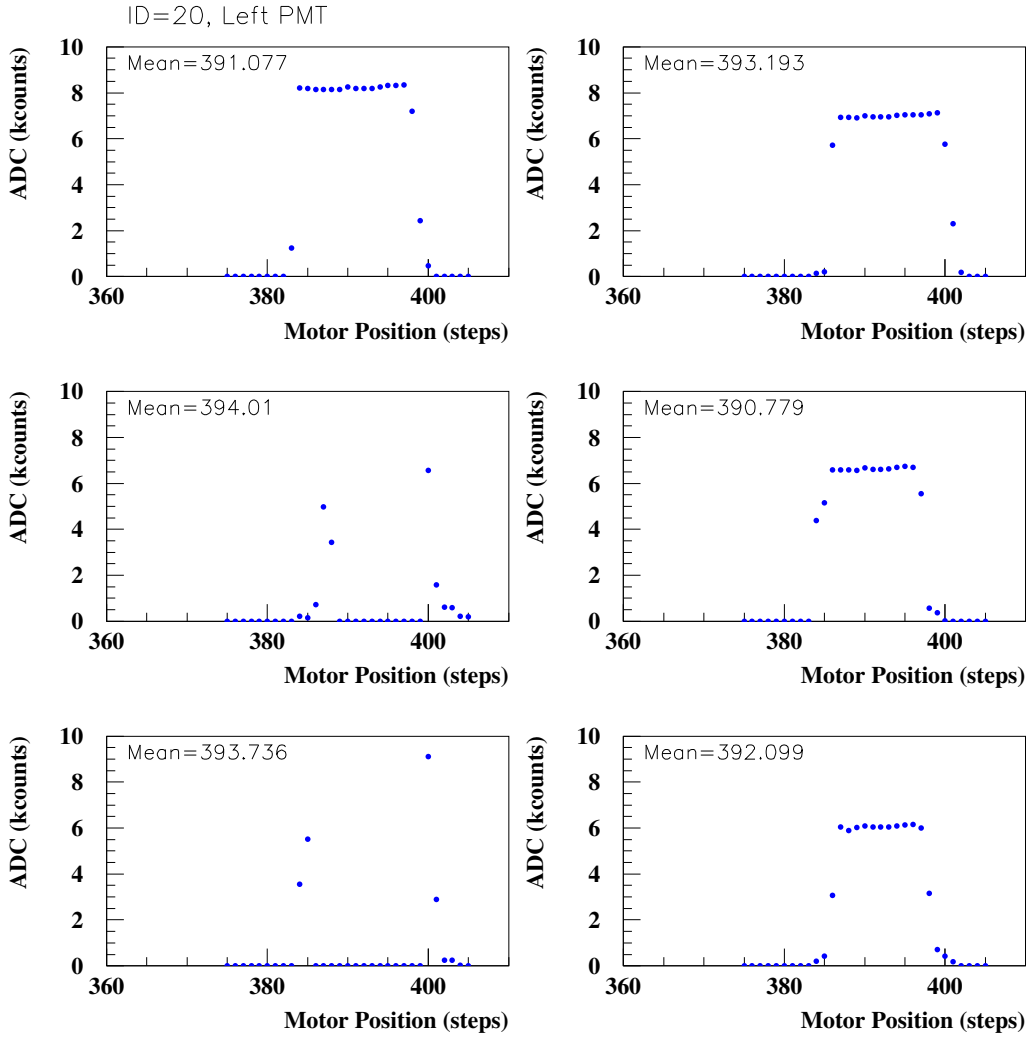 ID=20, Left PMT
Mean=391.077
ADC (kcounts)
10
8
6
4
2
0
360
380
400
Motor Position (steps)
Mean=393.193
ADC (kcounts)
10
8
6
4
2
0
360
380
400
Motor Position (steps)
Mean=394.01
ADC (kcounts)
10
8
6
4
2
0
360
380
400
Motor Position (steps)
Mean=390.779
ADC (kcounts)
10
8
6
4
2
0
360
380
400
Motor Position (steps)
Mean=393.736
ADC (kcounts)
10
8
6
4
2
0
360
380
400
Motor Position (steps)
Mean=392.099
ADC (kcounts)
10
8
6
4
2
0
360
380
400
Motor Position (steps)